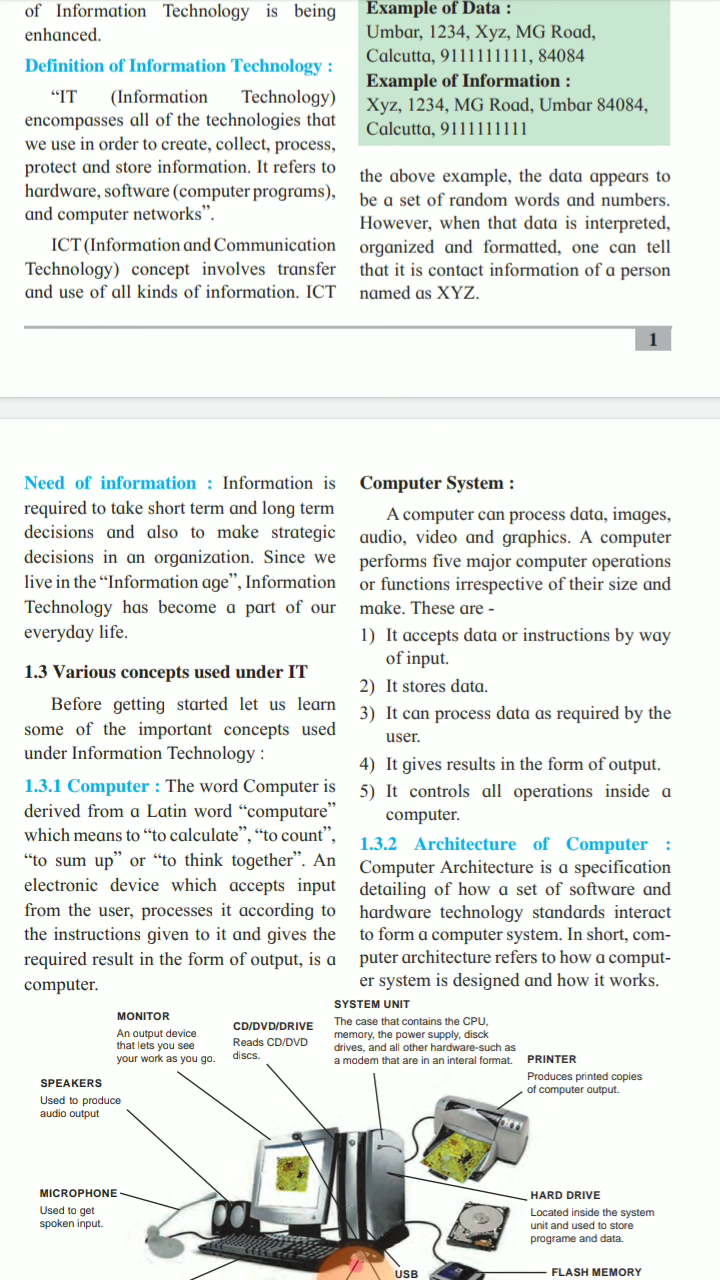 of Information Technology is being
enhanced.
Definition of Information Technology :
“IT (Information Technology)
encompasses all of the technologies that
we use in order to create, collect, process,
protect and store information. It refers to
hardware, software (computer programs),
and computer networks”.
ICT (Information and Communication
Technology) concept involves transfer
and use of all kinds of information. ICT
Example of Data :
Umbar, 1234, Xyz, MG Road,
Calcutta, 9111111111, 84084
Example of Information :
Xyz, 1234, MG Road, Umbar 84084,
Calcutta, 9111111111
the above example, the data appears to
be a set of random words and numbers.
However, when that data is interpreted,
organized and formatted, one can tell
that it is contact information of a person
named as XYZ.
1
Need of information : Information is
required to take short term and long term
decisions and also to make strategic
decisions in an organization. Since we
live in the “Information age”, Information
Technology has become a part of our
everyday life.
1.3 Various concepts used under IT
Before getting started let us learn
some of the important concepts used
under Information Technology :
1.3.1 Computer : The word Computer is
derived from a Latin word “computare”
which means to “to calculate”, “to count”,
“to sum up” or “to think together”. An
electronic device which accepts input
from the user, processes it according to
the instructions given to it and gives the
required result in the form of output, is a
computer.
Computer System :
A computer can process data, images,
audio, video and graphics. A computer
performs five major computer operations
or functions irrespective of their size and
make. These are -
1) It accepts data or instructions by way
of input.
2) It stores data.
3) It can process data as required by the
user.
4) It gives results in the form of output.
5) It controls all operations inside a
computer.
1.3.2 Architecture of Computer :
Computer Architecture is a specification
detailing of how a set of software and
hardware technology standards interact
to form a computer system. In short, com-
puter architecture refers to how a comput-
er system is designed and how it works.
MONITOR
An output device
that lets you see
your work as you go.
CD/DVD/DRIVE
Reads CD/DVD
discs.
SYSTEM UNIT
The case that contains the CPU,
memory, the power supply, disck
drives, and all other hardware-such as
a modem that are in an interal format.
PRINTER
Produces printed copies
of computer output.
SPEAKERS
Used to produce
audio output
MICROPHONE
Used to get
spoken input.
HARD DRIVE
Located inside the system
unit and used to store
programe and data.
USB
FLASH MEMORY